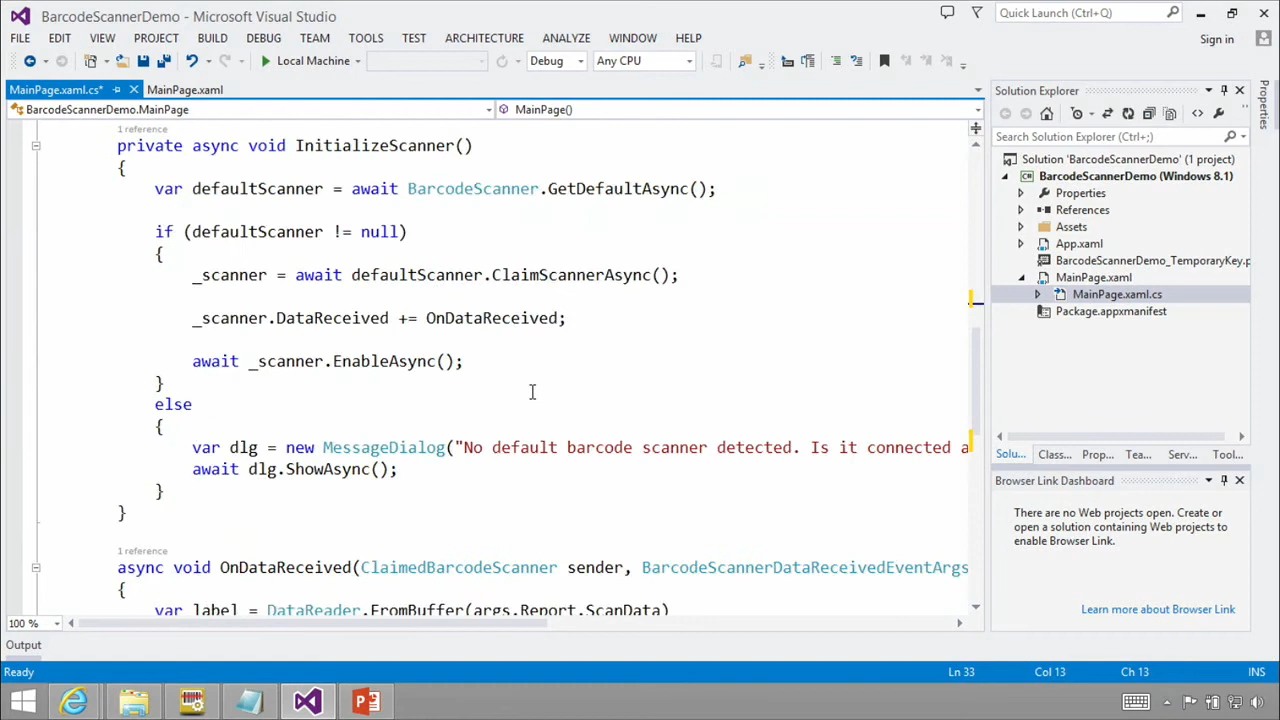 BarcodeScannerDemo - Microsoft Visual Studio
Quick Launch (Ctrl+Q)
FILE EDIT VIEW PROJECT BUILD DEBUG TEAM TOOLS TEST ARCHITECTURE ANALYZE WINDOW HELP
Sign in
Local Machine
Debug
Any CPU
MainPage.xaml.cs*
MainPage.xaml
BarcodeScannerDemo.MainPage
MainPage()
1 reference
private async void InitializeScanner()
{
var defaultScanner = await BarcodeScanner.GetDefaultAsync();
if (defaultScanner != null)
{
_scanner = await defaultScanner.ClaimScannerAsync();
_scanner.DataReceived += OnDataReceived;
await _scanner.EnableAsync();
}
else
{
var dlg = new MessageDialog("No default barcode scanner detected. Is it connected a
await dlg.ShowAsync();
}
}
1 reference
async void OnDataReceived(ClaimedBarcodeScanner sender, BarcodeScannerDataReceivedEventArgs
{
var label = DataReader.FromBuffer(args.Report.ScanData)
100 %
Output
Solution Explorer
Search Solution Explorer (Ctrl+;)
Solution 'BarcodeScannerDemo' (1 project)
BarcodeScannerDemo (Windows 8.1)
Properties
References
Assets
App.xaml
BarcodeScannerDemo_TemporaryKey.p
MainPage.xaml
MainPage.xaml.cs
Package.appxmanifest
Solu... Class... Prop... Tea... Serv... Tool...
Browser Link Dashboard
There are no Web projects open. Create or
open a solution containing Web projects to
enable Browser Link.
Learn more about Browser Link
Properties
Ready
Ln 33
Col 13
Ch 13
INS